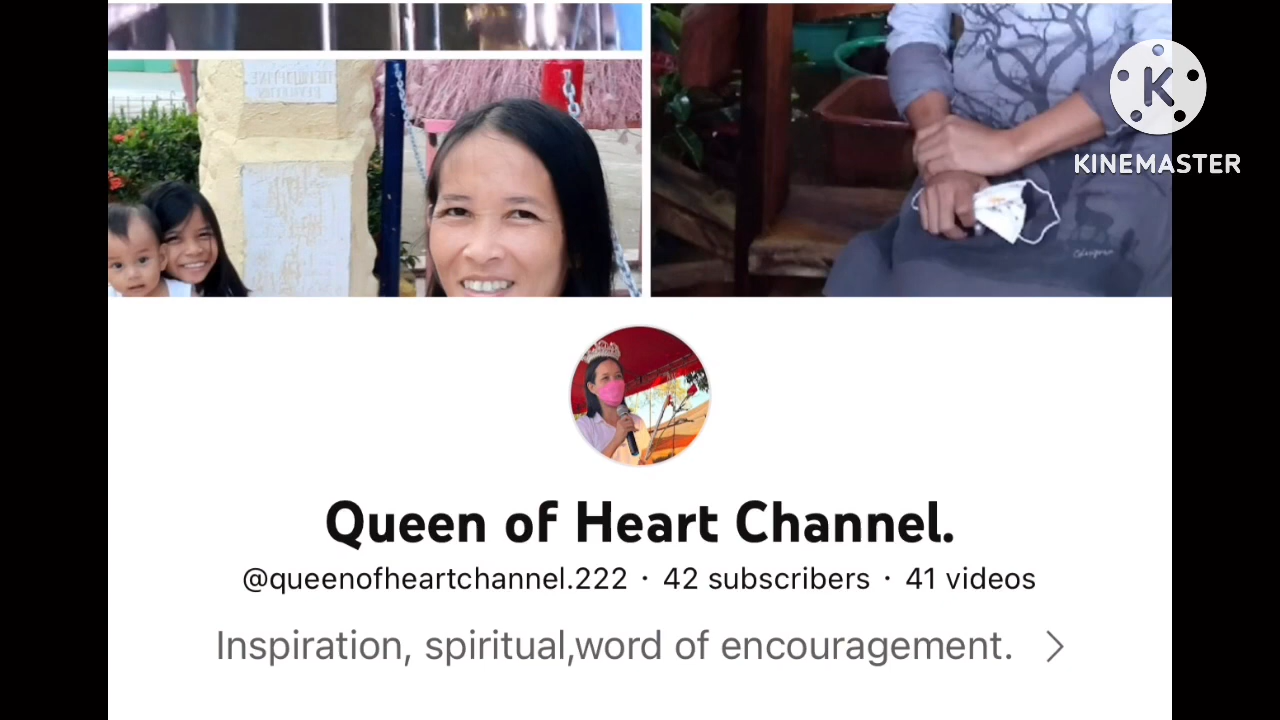 K
KINEMASTER
Queen of Heart Channel.
@queenofheartchannel.222 · 42 subscribers · 41 videos
Inspiration, spiritual,word of encouragement.